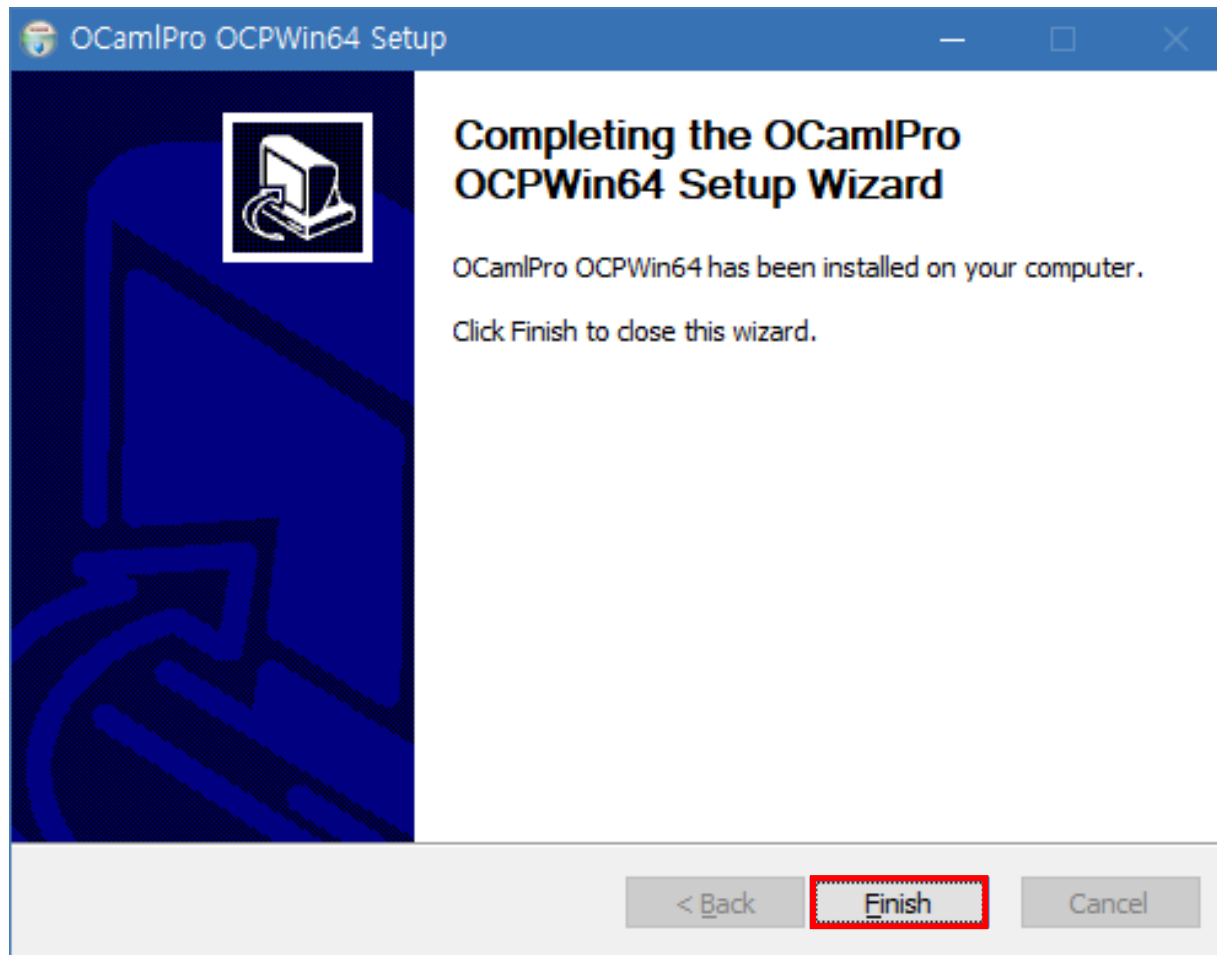 OCamlPro OCPWin64 Setup
Completing the OCamlPro
OCPWin64 Setup Wizard
OCamlPro OCPWin64 has been installed on your computer.
Click Finish to close this wizard.
< Back
Finish
Cancel